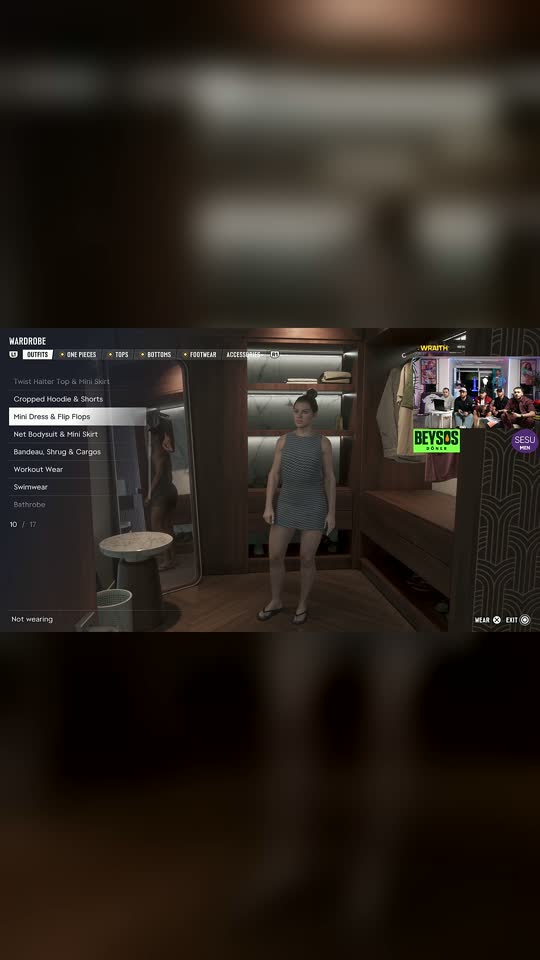 WARDROBE
L1 OUTFITS ONE PIECES TOPS BOTTOMS FOOTWEAR ACCESSORIES R1
Twist Halter Top & Mini Skirt
Cropped Hoodie & Shorts
Mini Dress & Flip Flops
Net Bodysuit & Mini Skirt
Bandeau, Shrug & Cargos
Workout Wear
Swimwear
Bathrobe
10 / 17
Not wearing
WEAR EXIT
WRAITH
BEYSOS
DÖNER
SESU
MEN